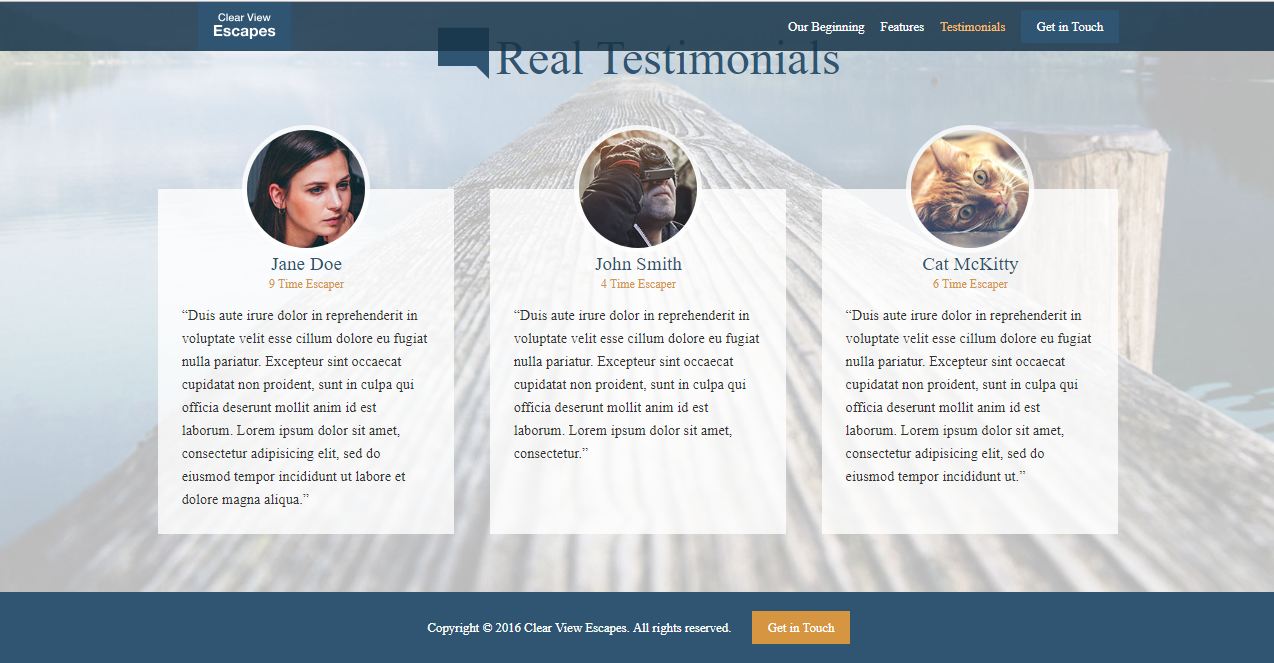 Clear View
Escapes
Our Beginning Features Testimonials Get in Touch
Real Testimonials
Jane Doe
9 Time Escaper
“Duis aute irure dolor in reprehenderit in
voluptate velit esse cillum dolore eu fugiat
nulla pariatur. Excepteur sint occaecat
cupidatat non proident, sunt in culpa qui
officia deserunt mollit anim id est
laborum. Lorem ipsum dolor sit amet,
consectetur adipisicing elit, sed do
eiusmod tempor incididunt ut labore et
dolore magna aliqua.”
John Smith
4 Time Escaper
“Duis aute irure dolor in reprehenderit in
voluptate velit esse cillum dolore eu fugiat
nulla pariatur. Excepteur sint occaecat
cupidatat non proident, sunt in culpa qui
officia deserunt mollit anim id est
laborum. Lorem ipsum dolor sit amet,
consectetur.”
Cat McKitty
6 Time Escaper
“Duis aute irure dolor in reprehenderit in
voluptate velit esse cillum dolore eu fugiat
nulla pariatur. Excepteur sint occaecat
cupidatat non proident, sunt in culpa qui
officia deserunt mollit anim id est
laborum. Lorem ipsum dolor sit amet,
consectetur adipisicing elit, sed do
eiusmod tempor incididunt ut.”
Copyright © 2016 Clear View Escapes. All rights reserved. Get in Touch